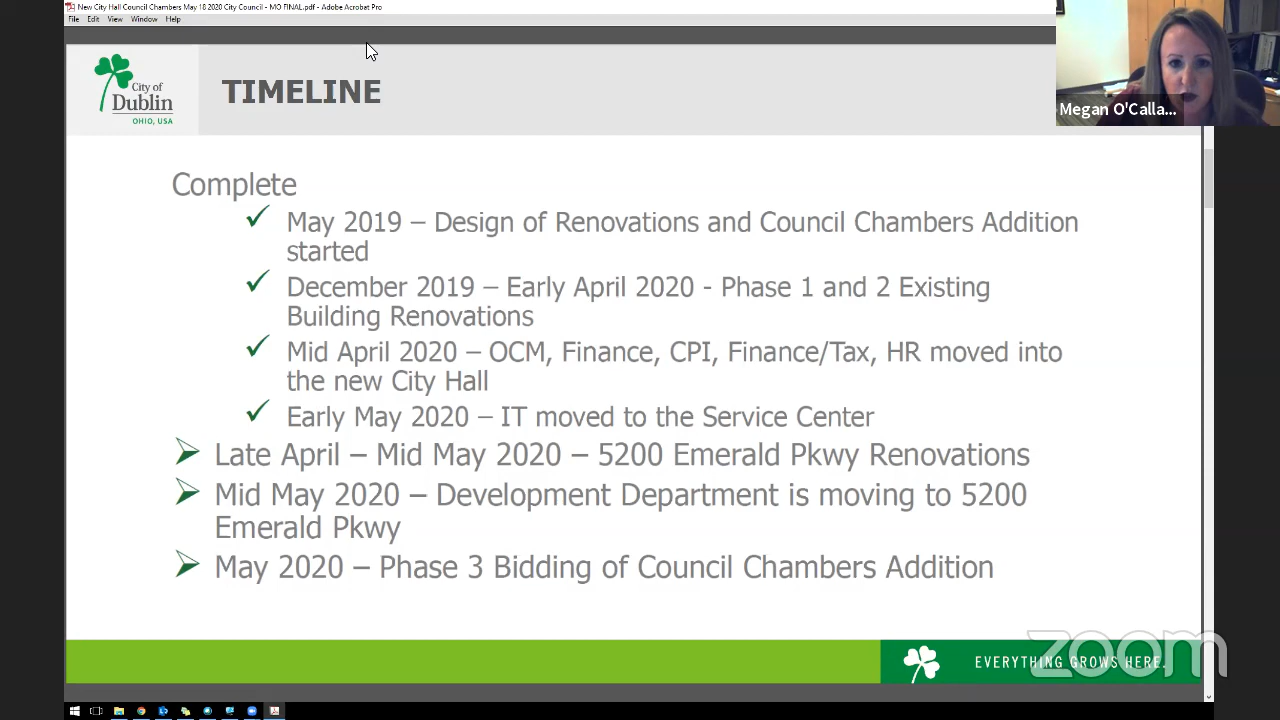 New City Hall Council Chambers May 18 2020 City Council - MO FINAL.pdf - Adobe Acrobat Pro
File Edit View Window Help
City of
Dublin
OHIO, USA
TIMELINE
Megan O'Calla...
Complete
May 2019 – Design of Renovations and Council Chambers Addition
started
December 2019 – Early April 2020 - Phase 1 and 2 Existing
Building Renovations
Mid April 2020 – OCM, Finance, CPI, Finance/Tax, HR moved into
the new City Hall
Early May 2020 – IT moved to the Service Center
Late April – Mid May 2020 – 5200 Emerald Pkwy Renovations
Mid May 2020 – Development Department is moving to 5200
Emerald Pkwy
May 2020 – Phase 3 Bidding of Council Chambers Addition
EVERYTHING GROWS HERE.
zoom